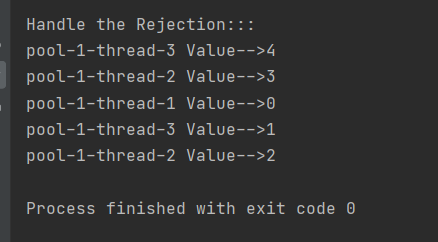 Handle the Rejection:::
pool-1-thread-3 Value-->4
pool-1-thread-2 Value-->3
pool-1-thread-1 Value-->0
pool-1-thread-3 Value-->1
pool-1-thread-2 Value-->2
Process finished with exit code 0